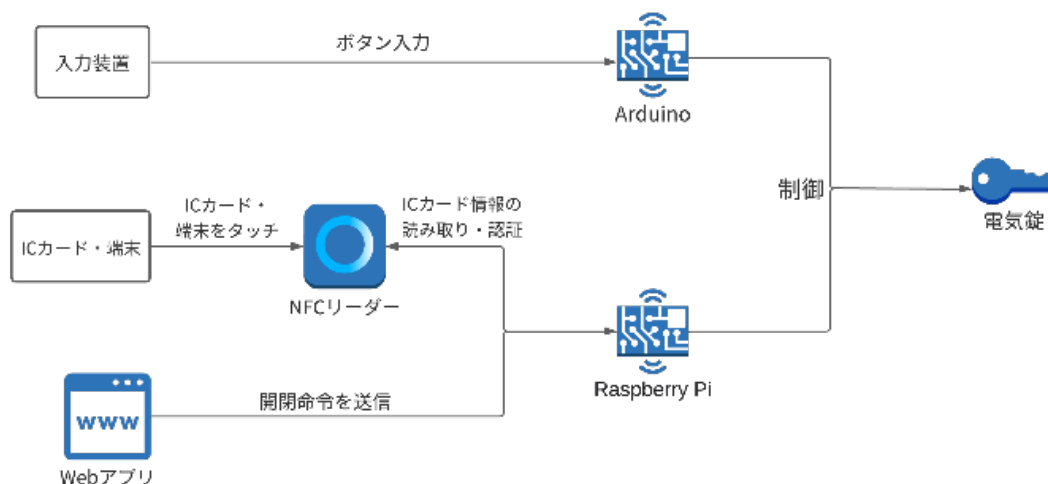 入力装置
ボタン入力
Arduino
制御
電気錠
ICカード・端末
ICカード・
端末をタッチ
NFCリーダー
ICカード情報の
読み取り・認証
Raspberry Pi
www
Webアプリ
開閉命令を送信